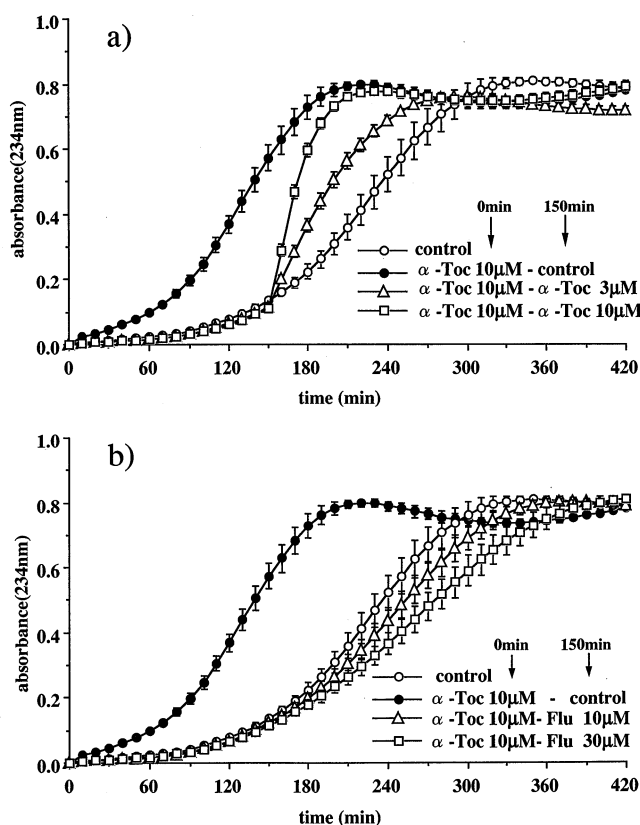 a)
1.0
0.8
0.6
0.4
0.2
0.0
absorbance(234nm)
0min 150min
control
α -Toc 10μM - control
α -Toc 10μM - α -Toc 3μM
α -Toc 10μM - α -Toc 10μM
0 60 120 180 240 300 360 420
time (min)
b)
1.0
0.8
0.6
0.4
0.2
0.0
absorbance(234nm)
0min 150min
control
α -Toc 10μM - control
α -Toc 10μM- Flu 10μM
α -Toc 10μM- Flu 30μM
0 60 120 180 240 300 360 420
time (min)